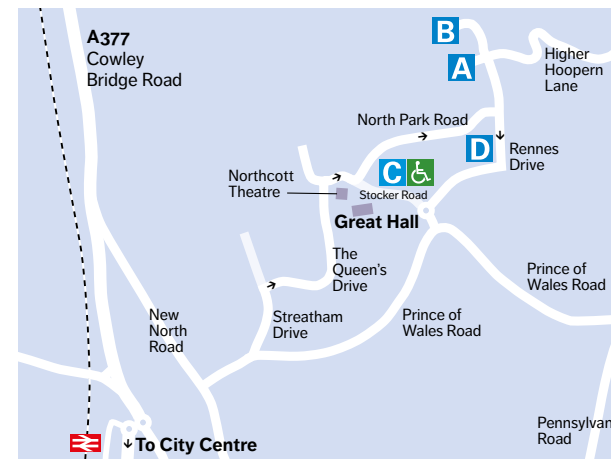 A377
Cowley
Bridge Road
B
A
Higher
Hoopern
Lane
North Park Road
D
Rennes
Drive
Northcott
Theatre
C
Stocker Road
Great Hall
The
Queen's
Drive
Prince of
Wales Road
New
North
Road
Streatham
Drive
Prince of
Wales Road
Pennsylvan
Road
To City Centre